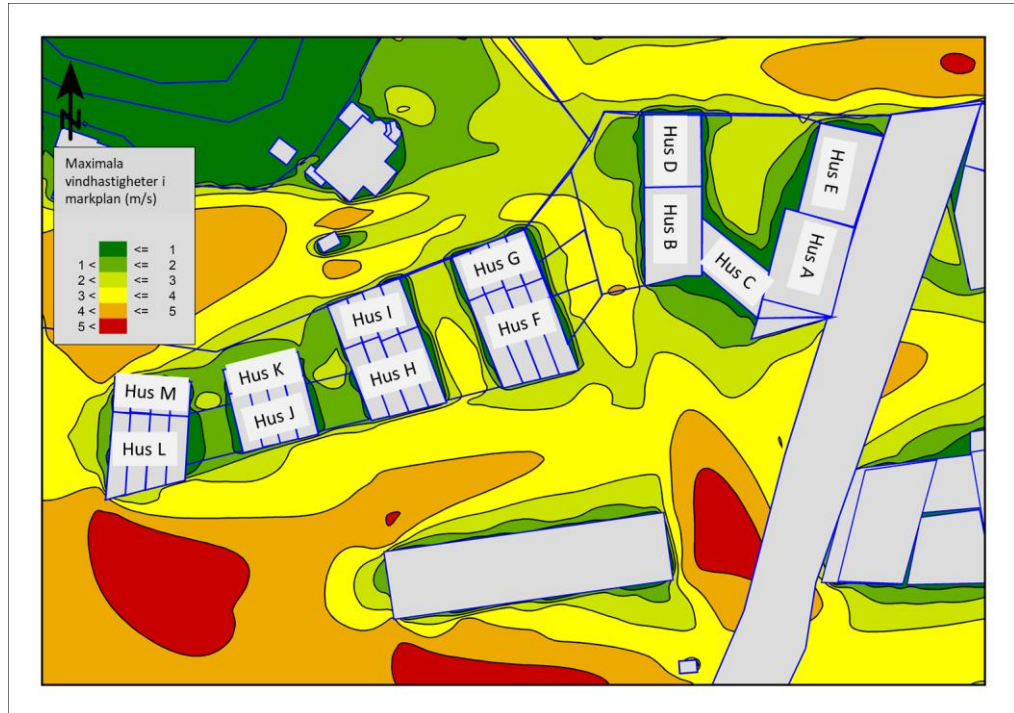 N
Maximala
vindhastigheter i
markplan (m/s)
<= 1
1 < <= 2
2 < <= 3
3 < <= 4
4 < <= 5
5 <
Hus D
Hus E
Hus B
Hus A
Hus C
Hus G
Hus F
Hus I
Hus H
Hus K
Hus J
Hus M
Hus L